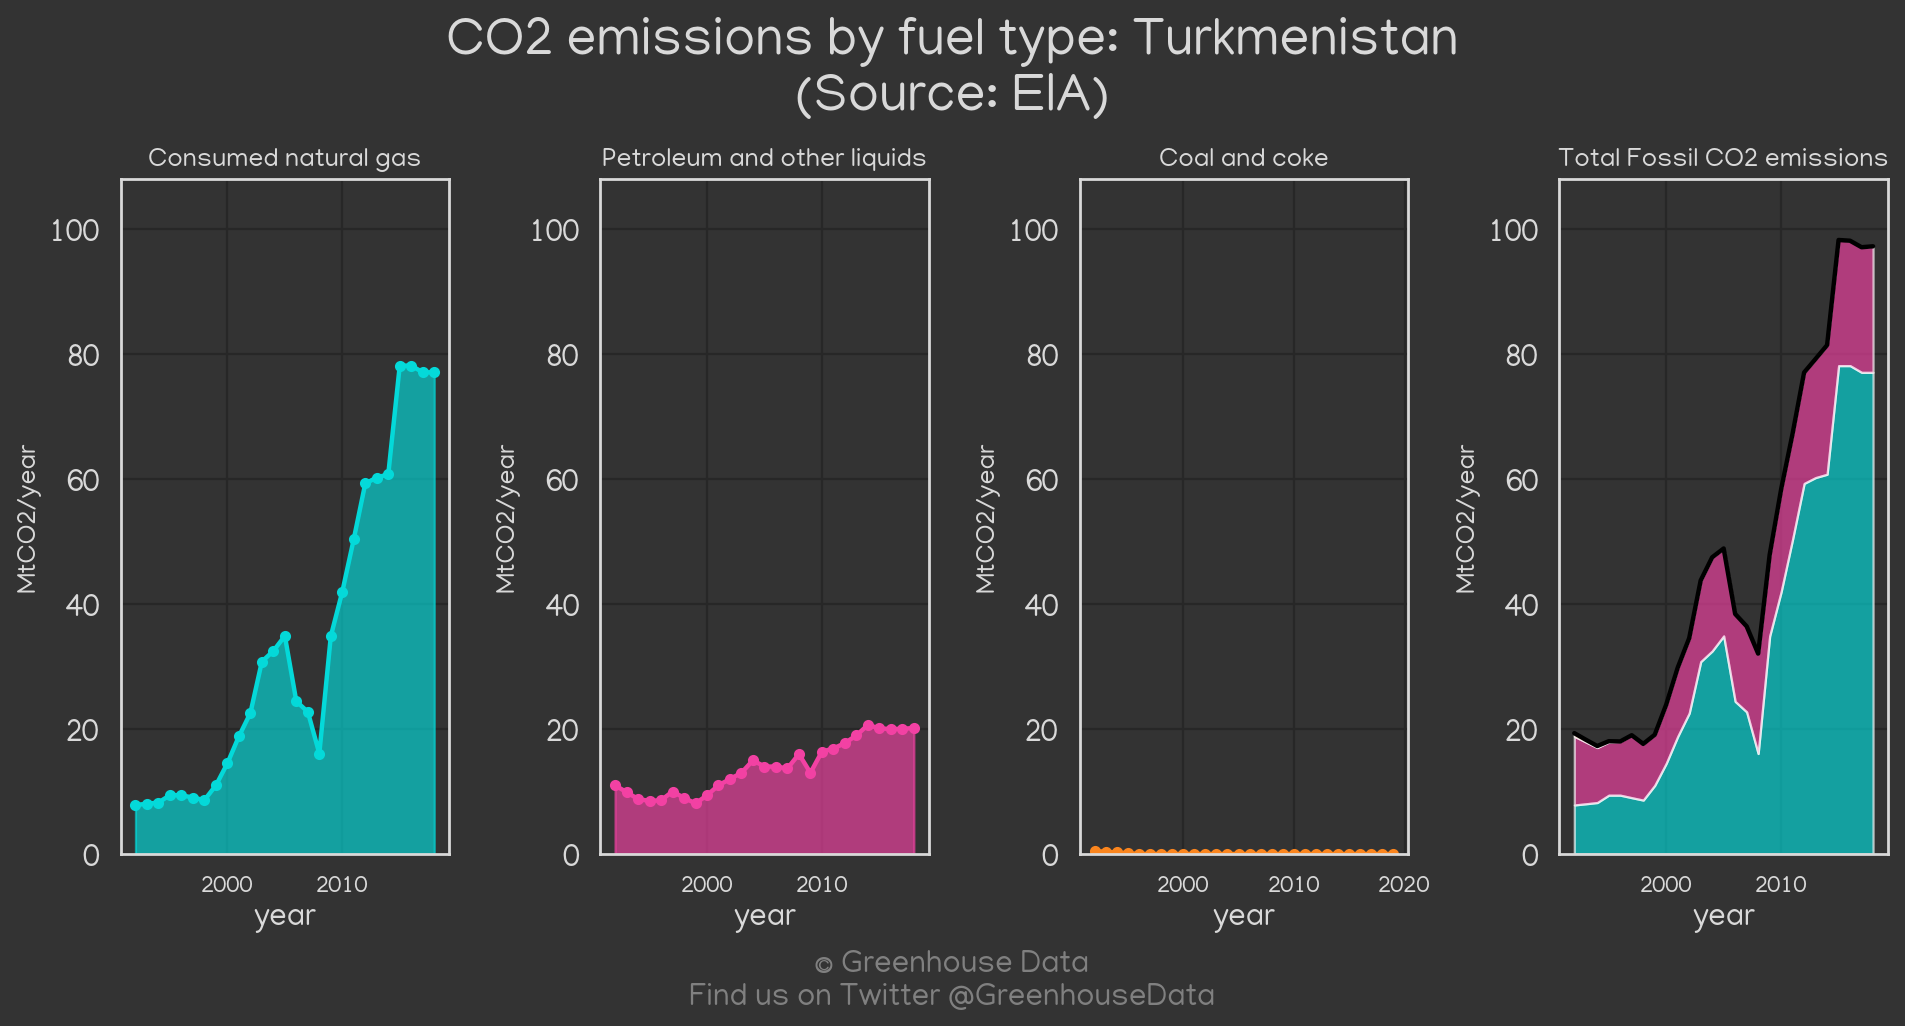 CO2 emissions by fuel type: Turkmenistan
(Source: EIA)
Consumed natural gas
Petroleum and other liquids
Coal and coke
Total Fossil CO2 emissions
MtCO2/year
100
80
60
40
20
0
2000
2010
year
MtCO2/year
100
80
60
40
20
0
2000
2010
year
MtCO2/year
100
80
60
40
20
0
2000
2010
2020
year
MtCO2/year
100
80
60
40
20
0
2000
2010
year
© Greenhouse Data
Find us on Twitter @GreenhouseData